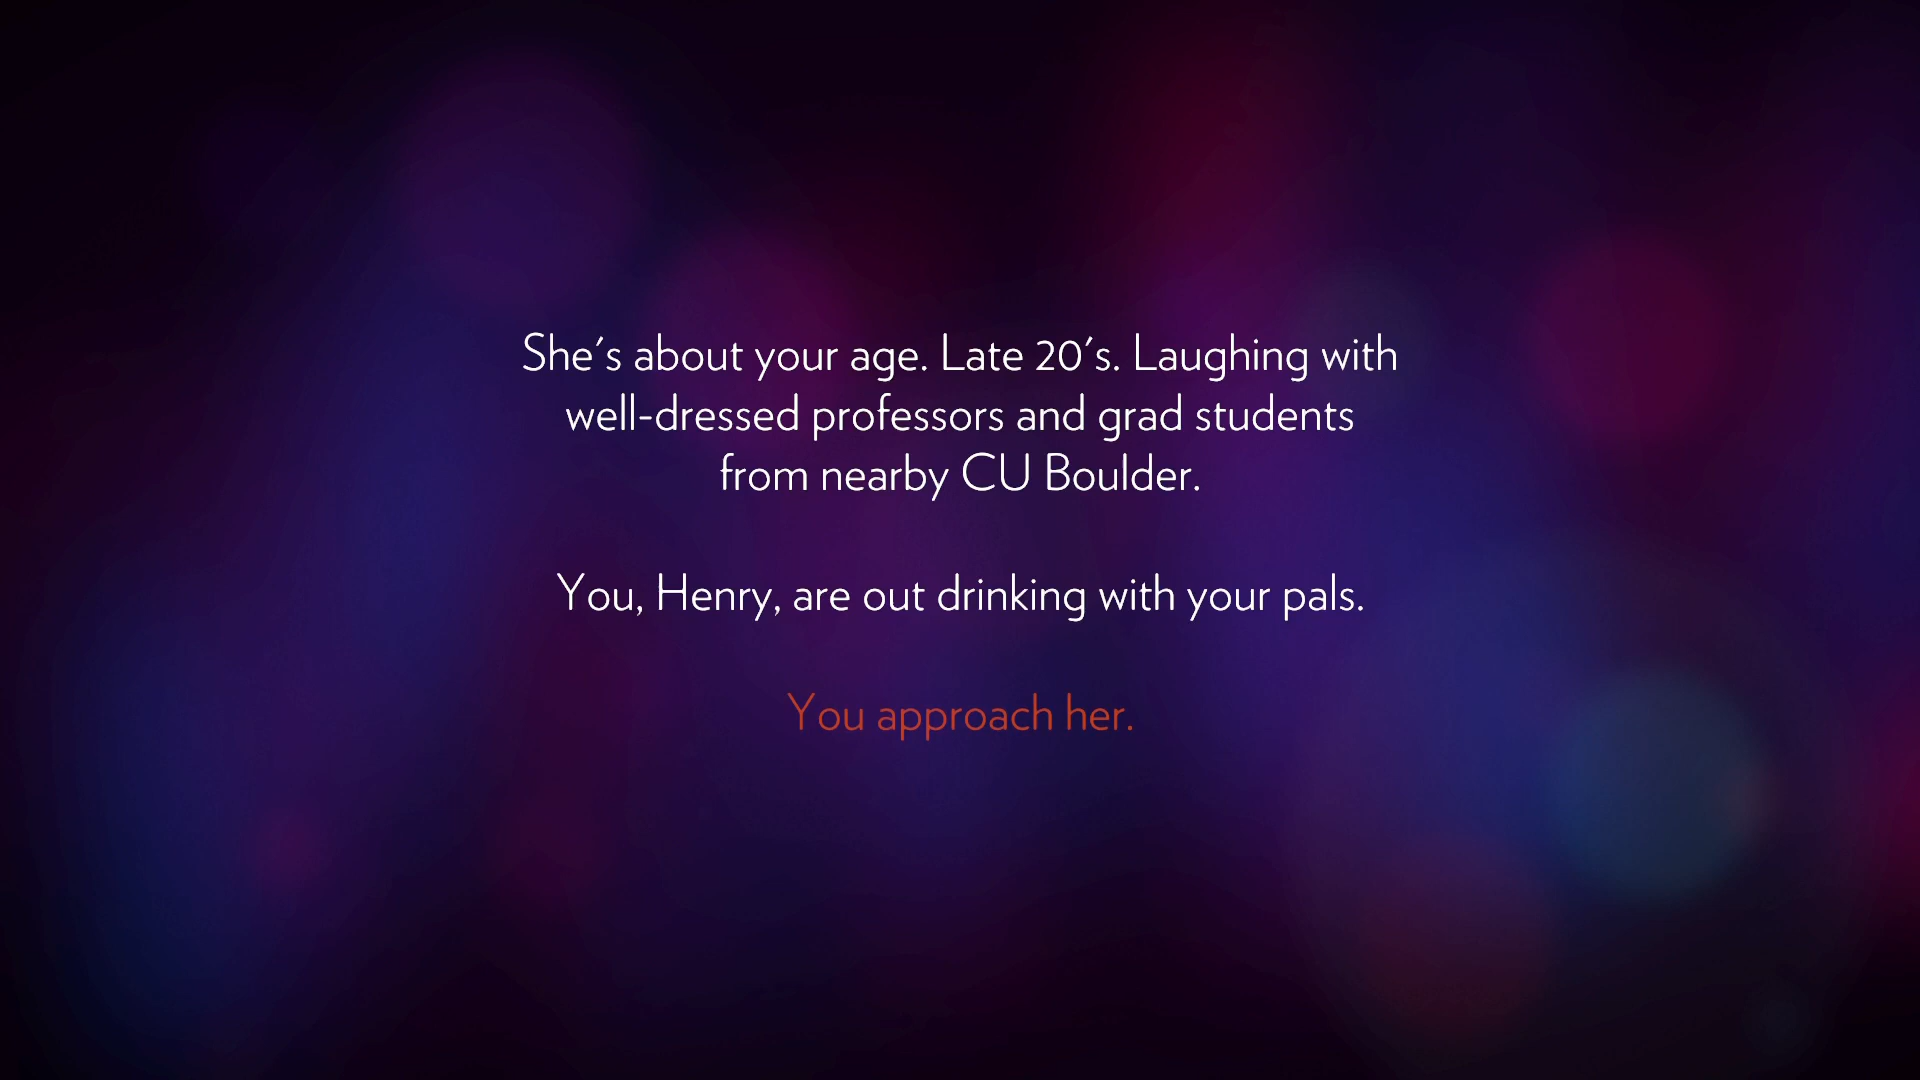 She's about your age. Late 20's. Laughing with
well-dressed professors and grad students
from nearby CU Boulder.
You, Henry, are out drinking with your pals.
You approach her.